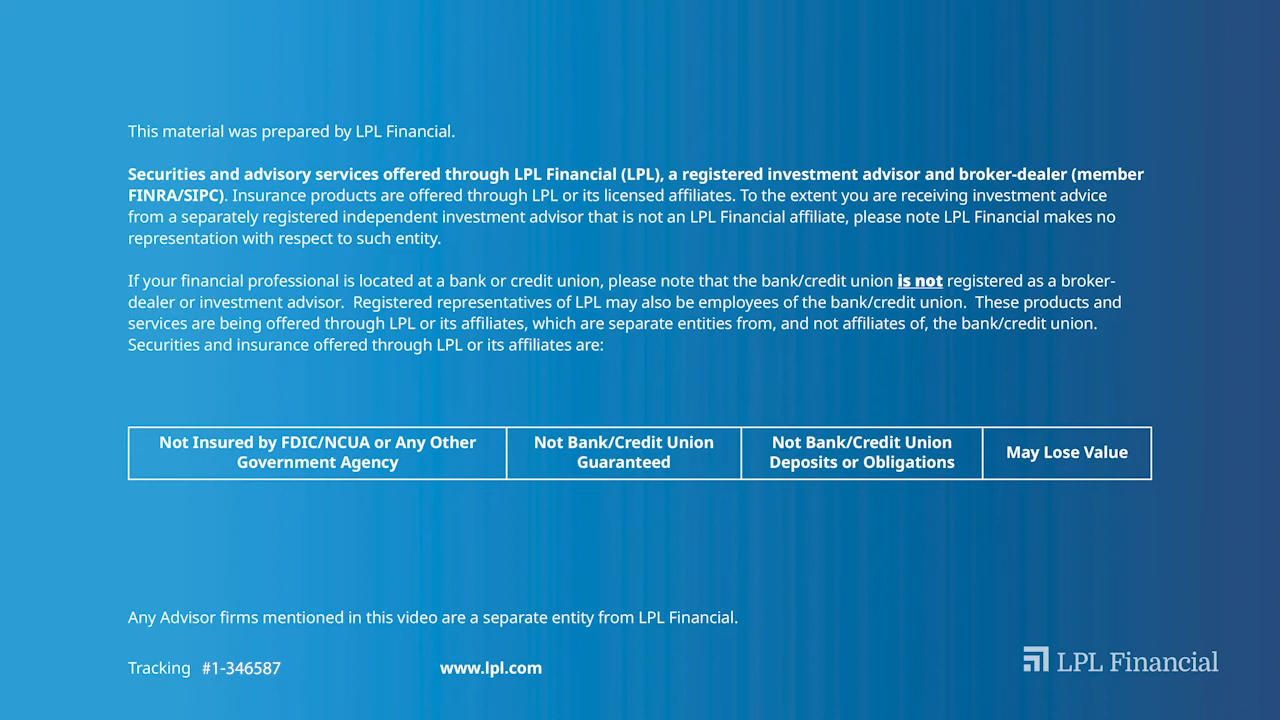 This material was prepared by LPL Financial.
Securities and advisory services offered through LPL Financial (LPL), a registered investment advisor and broker-dealer (member
FINRA/SIPC). Insurance products are offered through LPL or its licensed affiliates. To the extent you are receiving investment advice
from a separately registered independent investment advisor that is not an LPL Financial affiliate, please note LPL Financial makes no
representation with respect to such entity.
If your financial professional is located at a bank or credit union, please note that the bank/credit union is not registered as a broker-
dealer or investment advisor. Registered representatives of LPL may also be employees of the bank/credit union. These products and
services are being offered through LPL or its affiliates, which are separate entities from, and not affiliates of, the bank/credit union.
Securities and insurance offered through LPL or its affiliates are:
Not Insured by FDIC/NCUA or Any Other
Government Agency
Not Bank/Credit Union
Guaranteed
Not Bank/Credit Union
Deposits or Obligations
May Lose Value
Any Advisor firms mentioned in this video are a separate entity from LPL Financial.
Tracking #1-346587
www.lpl.com
LPL Financial